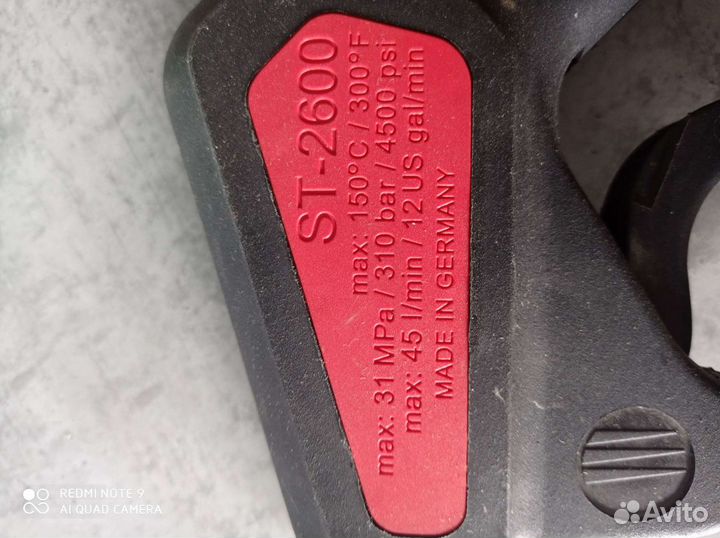 ST-2600
max: 150°C / 300°F
max: 31 MPa / 310 bar / 4500 psi
max: 45 l/min / 12 US gal/min
MADE IN GERMANY
REDMI NOTE 9
AI QUAD CAMERA
Avito